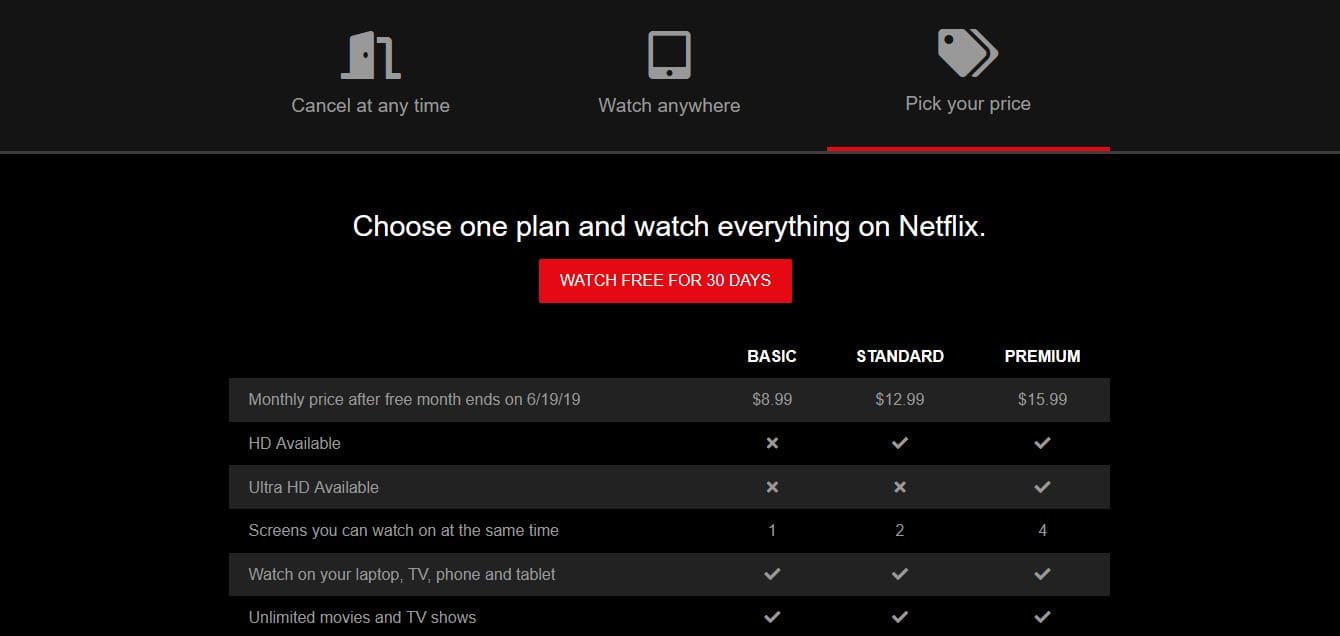 Cancel at any time
Watch anywhere
Pick your price
Choose one plan and watch everything on Netflix.
WATCH FREE FOR 30 DAYS
BASIC STANDARD PREMIUM
Monthly price after free month ends on 6/19/19 $8.99 $12.99 $15.99
HD Available
Ultra HD Available
Screens you can watch on at the same time 1 2 4
Watch on your laptop, TV, phone and tablet
Unlimited movies and TV shows